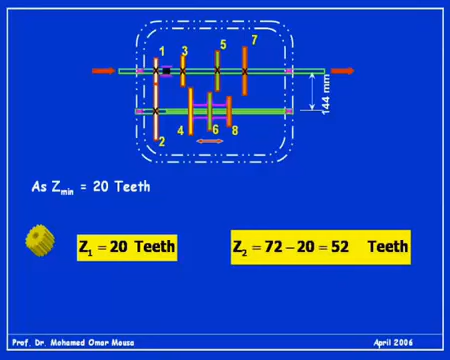 1 3 5 7
144 mm
2 4 6 8
As Zmin = 20 Teeth
Z1 = 20 Teeth
Z2 = 72 − 20 = 52 Teeth
Prof. Dr. Mohamed Omar Mousa
April 2006